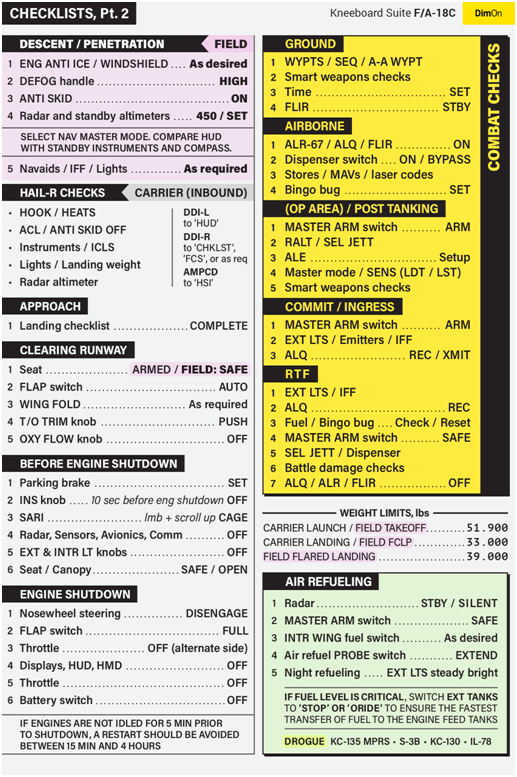 CHECKLISTS, Pt. 2
Kneeboard Suite F/A-18C
DimOn
DESCENT / PENETRATION FIELD
1 ENG ANTI ICE / WINDSHIELD .... As desired
2 DEFOG handle ........................ HIGH
3 ANTI SKID ........................ ON
4 Radar and standby altimeters ..... 450 / SET
SELECT NAV MASTER MODE. COMPARE HUD
WITH STANDBY INSTRUMENTS AND COMPASS.
5 Navaids / IFF / Lights ............. As required
HAIL-R CHECKS CARRIER (INBOUND)
• HOOK / HEATS
• ACL / ANTI SKID OFF
• Instruments / ICLS
• Lights / Landing weight
• Radar altimeter
DDI-L
to 'HUD'
DDI-R
to 'CHKLST',
'FCS', or as req
AMPCD
to 'HSI'
APPROACH
1 Landing checklist .................. COMPLETE
CLEARING RUNWAY
1 Seat .................... ARMED / FIELD: SAFE
2 FLAP switch ........................ AUTO
3 WING FOLD .................... As required
4 T/O TRIM knob ........................ PUSH
5 OXY FLOW knob ........................ OFF
BEFORE ENGINE SHUTDOWN
1 Parking brake ........................ SET
2 INS knob ..... 10 sec before eng shutdown OFF
3 SARI ................ lmb + scroll up CAGE
4 Radar, Sensors, Avionics, Comm .......... OFF
5 EXT & INTR LT knobs .................... OFF
6 Seat / Canopy .................... SAFE / OPEN
ENGINE SHUTDOWN
1 Nosewheel steering ............. DISENGAGE
2 FLAP switch ........................ FULL
3 Throttle .............. OFF (alternate side)
4 Displays, HUD, HMD .................... OFF
5 Throttle ........................ OFF
6 Battery switch ........................ OFF
IF ENGINES ARE NOT IDLED FOR 5 MIN PRIOR
TO SHUTDOWN, A RESTART SHOULD BE AVOIDED
BETWEEN 15 MIN AND 4 HOURS
COMBAT CHECKS
GROUND
1 WYPTS / SEQ / A-A WYPT
2 Smart weapons checks
3 Time ........................ SET
4 FLIR ........................ STBY
AIRBORNE
1 ALR-67 / ALQ / FLIR ............... ON
2 Dispenser switch .... ON / BYPASS
3 Stores / MAVs / laser codes
4 Bingo bug ........................ SET
(OP AREA) / POST TANKING
1 MASTER ARM switch ............ ARM
2 RALT / SEL JETT
3 ALE ........................ Setup
4 Master mode / SENS (LDT / LST)
5 Smart weapons checks
COMMIT / INGRESS
1 MASTER ARM switch ............ ARM
2 EXT LTS / Emitters / IFF
3 ALQ .................... REC / XMIT
RTF
1 EXT LTS / IFF
2 ALQ ........................ REC
3 Fuel / Bingo bug .... Check / Reset
4 MASTER ARM switch ............ SAFE
5 SEL JETT / Dispenser
6 Battle damage checks
7 ALQ / ALR / FLIR ................ OFF
WEIGHT LIMITS, lbs
CARRIER LAUNCH / FIELD TAKEOFF ........ 51.900
CARRIER LANDING / FIELD FCLP .......... 33.000
FIELD FLARED LANDING .................. 39.000
AIR REFUELING
1 Radar .................... STBY / SILENT
2 MASTER ARM switch .................. SAFE
3 INTR WING fuel switch ........ As desired
4 Air refuel PROBE switch ........ EXTEND
5 Night refueling ..... EXT LTS steady bright
IF FUEL LEVEL IS CRITICAL, SWITCH EXT TANKS
TO 'STOP' OR 'ORIDE' TO ENSURE THE FASTEST
TRANSFER OF FUEL TO THE ENGINE FEED TANKS
DROGUE KC-135 MPRS • S-3B • KC-130 • IL-78